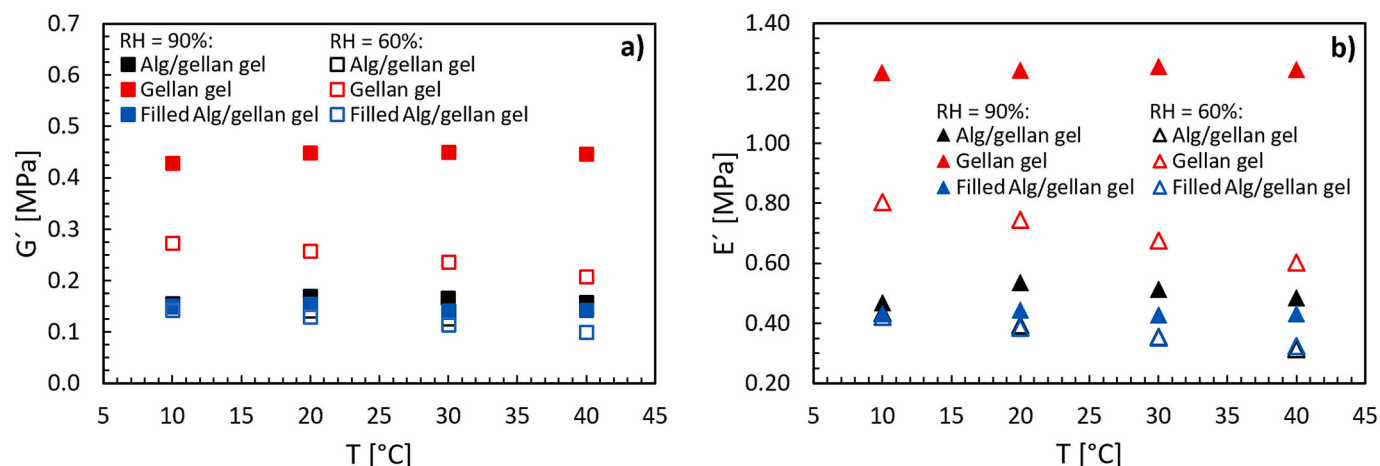 a)
RH = 90%: RH = 60%:
Alg/gellan gel Alg/gellan gel
Gellan gel Gellan gel
Filled Alg/gellan gel Filled Alg/gellan gel
G´ [MPa]
0.7
0.6
0.5
0.4
0.3
0.2
0.1
0.0
5 10 15 20 25 30 35 40 45
T [°C]
b)
RH = 90%: RH = 60%:
Alg/gellan gel Alg/gellan gel
Gellan gel Gellan gel
Filled Alg/gellan gel Filled Alg/gellan gel
E´ [MPa]
1.40
1.20
1.00
0.80
0.60
0.40
0.20
5 10 15 20 25 30 35 40 45
T [°C]